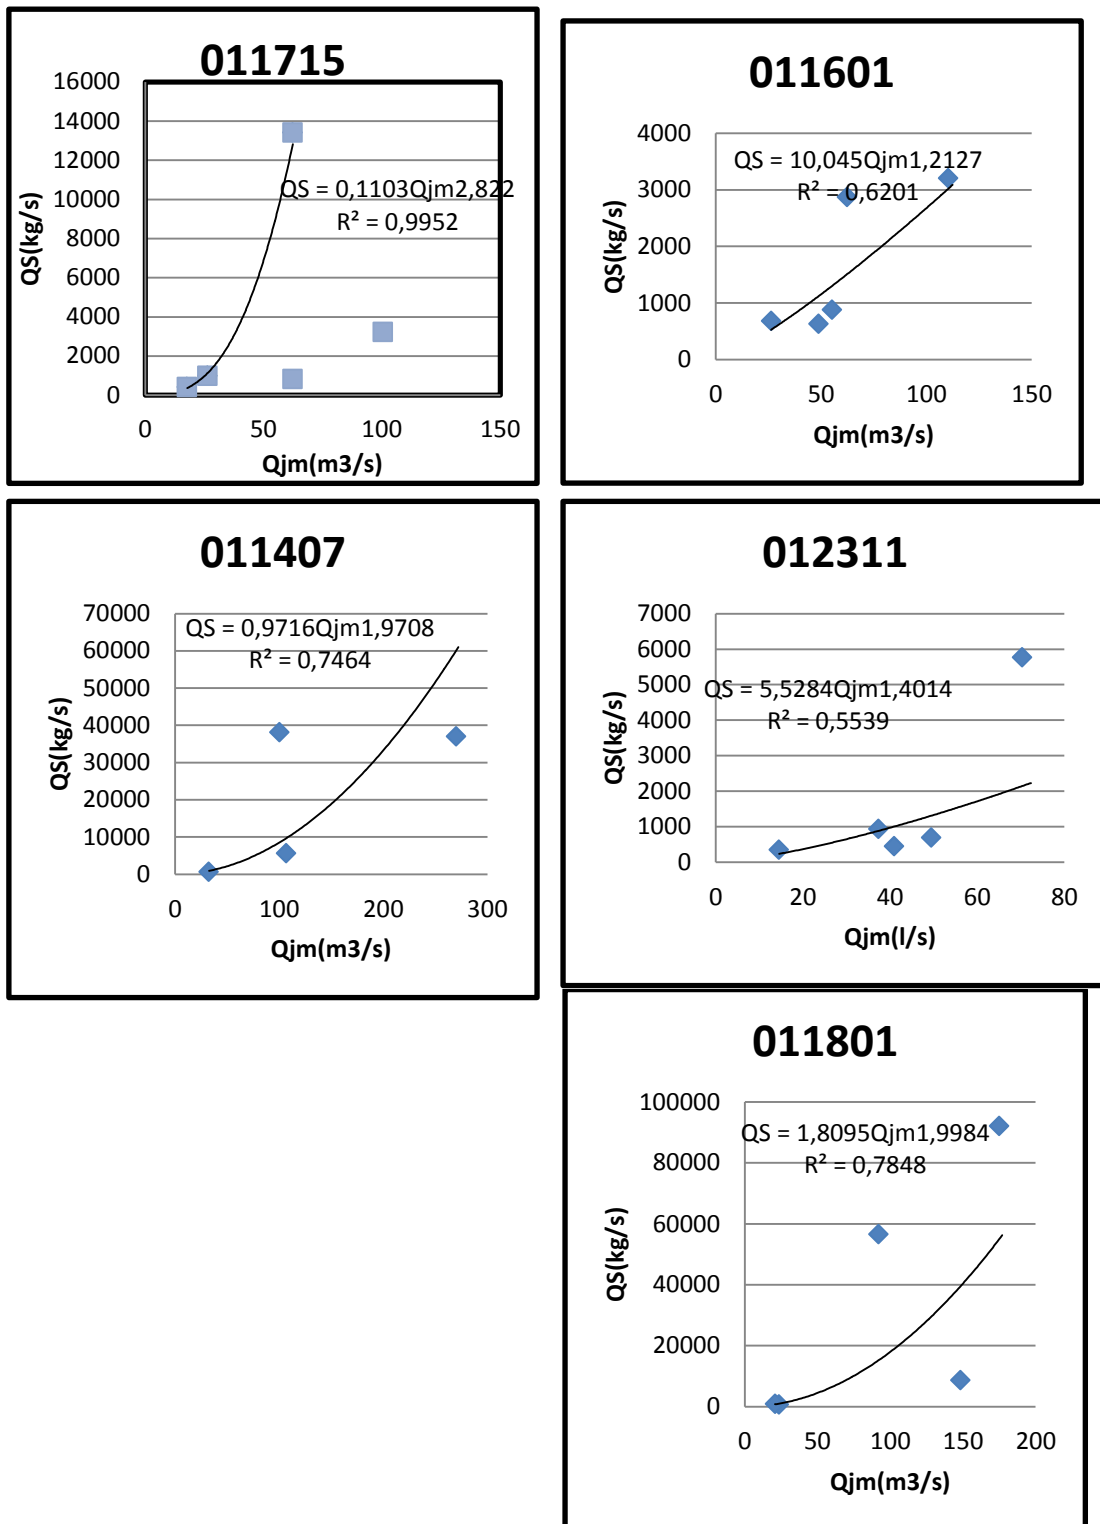 011715
16000
14000
12000
10000
8000
6000
4000
2000
0
QS(kg/s)
QS = 0,1103Qjm2,822
R² = 0,9952
0 50 100 150
Qjm(m3/s)
011601
4000
3000
2000
1000
0
QS(kg/s)
QS = 10,045Qjm1,2127
R² = 0,6201
0 50 100 150
Qjm(m3/s)
011407
70000
60000
50000
40000
30000
20000
10000
0
QS(kg/s)
QS = 0,9716Qjm1,9708
R² = 0,7464
0 100 200 300
Qjm(m3/s)
012311
7000
6000
5000
4000
3000
2000
1000
0
QS(kg/s)
QS = 5,5284Qjm1,4014
R² = 0,5539
0 20 40 60 80
Qjm(l/s)
011801
100000
80000
60000
40000
20000
0
QS(kg/s)
QS = 1,8095Qjm1,9984
R² = 0,7848
0 50 100 150 200
Qjm(m3/s)